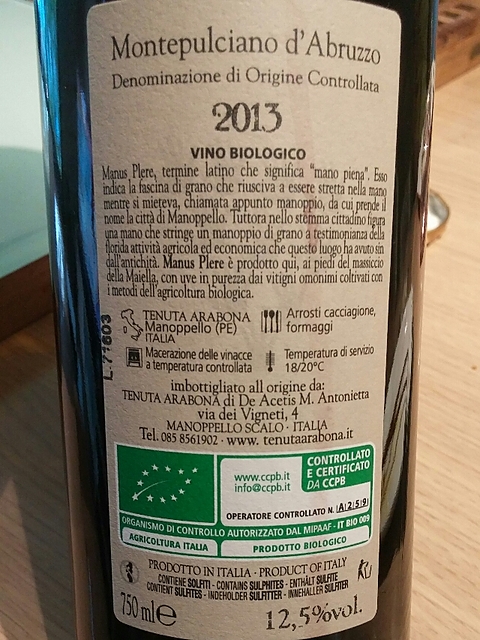 Montepulciano d'Abruzzo
Denominazione di Origine Controllata
2013
VINO BIOLOGICO
Manus Plere, termine latino che significa "mano piena". Esso
indica la fascina di grano che riusciva a essere stretta nella mano
mentre si mieteva, chiamata appunto manoppio, da cui prende il
nome la città di Manoppello. Tuttora nello stemma cittadino figura
una mano che stringe un manoppio di grano a testimonianza della
florida attività agricola ed economica che questo luogo ha avuto sin
dall'antichità. Manus Plere è prodotto qui, ai piedi del massiccio
della Maiella, con uve in purezza dai vitigni omonimi coltivati con
i metodi dell'agricoltura biologica.
TENUTA ARABONA
Manoppello (PE)
ITALIA
Arrosti cacciagione,
formaggi
Macerazione delle vinacce
a temperatura controllata
Temperatura di servizio
18/20°C
imbottigliato all origine da:
TENUTA ARABONA di De Acetis M. Antonietta
via dei Vigneti, 4
MANOPPELLO SCALO · ITALIA
Tel. 085 8561902 · www. tenutaarabona.it
www.ccpb.it
info@ccpb.it
CONTROLLATO
E CERTIFICATO
DA CCPB
OPERATORE CONTROLLATO N. A259
ORGANISMO DI CONTROLLO AUTORIZZATO DAL MIPAAF · IT BIO 009
AGRICOLTURA ITALIA
PRODOTTO BIOLOGICO
PRODOTTO IN ITALIA · PRODUCT OF ITALY
CONTIENE SOLFITI · CONTAINS SULPHITES · ENTHÄLT SULFITE
CONTIENT SULFITES · INDEHOLDER SULFITTER · INNEHALLER SULFITER
750 ml e
12,5%vol.